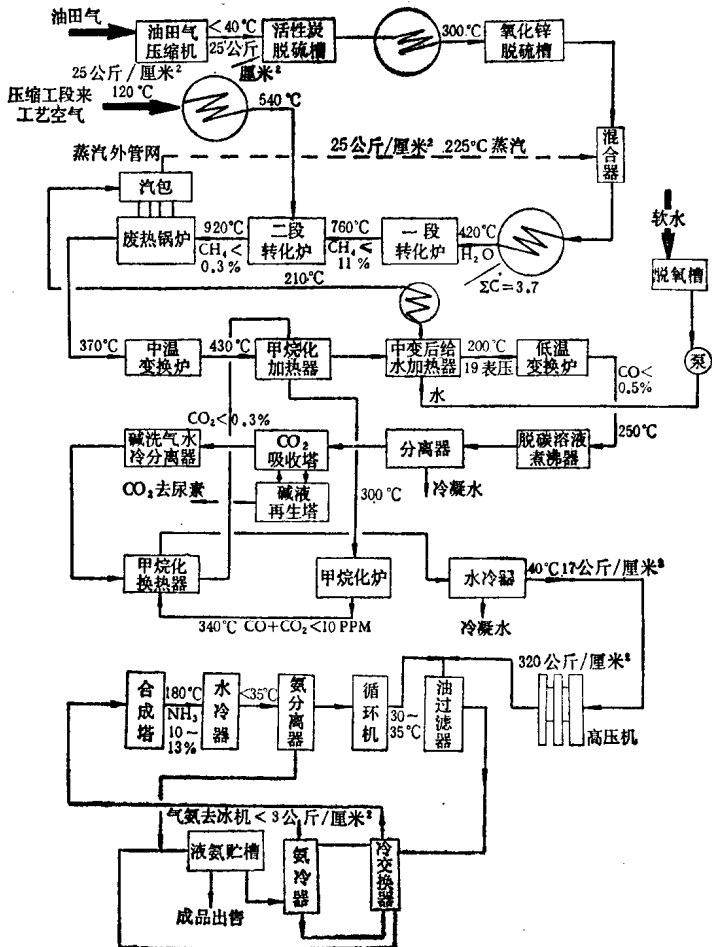 油田气
油田气
压缩机
<40℃
25公斤/
厘米²
活性炭
脱硫槽
300℃
氧化锌
脱硫槽
25公斤/厘米²
120℃
压缩工段来
工艺空气
540℃
蒸汽外管网
25公斤/厘米² 225℃ 蒸汽
混合器
汽包
废热锅炉
920℃
CH₄<
0.3%
二段
转化炉
760℃
CH₄≤
11%
一段
转化炉
420℃
H₂O
/ΣC=3.7
软水
脱氧槽
210℃
370℃
中温
变换炉
430℃
甲烷化
加热器
中变后给
水加热器
200℃
19表压
低温
变换炉
泵
CO<
0.5%
水
250℃
CO₂<0.3%
碱洗气水
冷分离器
CO₂
吸收塔
分离器
脱碳溶液
煮沸器
冷凝水
CO₂去尿素
碱液
再生塔
300℃
甲烷化
换热器
甲烷化炉
水冷器
40℃ 17公斤/厘米²
340℃ CO+CO₂<10PPM
冷凝水
320公斤/厘米²
合成塔
180℃
NH₃
10~
13%
水冷器
<35℃
氨分离器
循环机
30~
35℃
油过滤器
高压机
气氨去冰机<3公斤/厘米²
液氨贮槽
氨冷器
冷交换器
成品出售